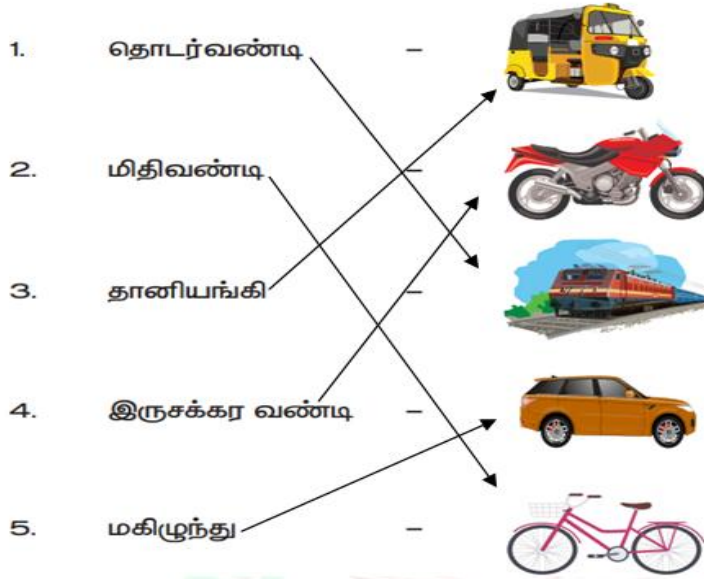 1. தொடர்வண்டி –
2. மிதிவண்டி –
3. தானியங்கி –
4. இருசக்கர வண்டி –
5. மகிழுந்து –